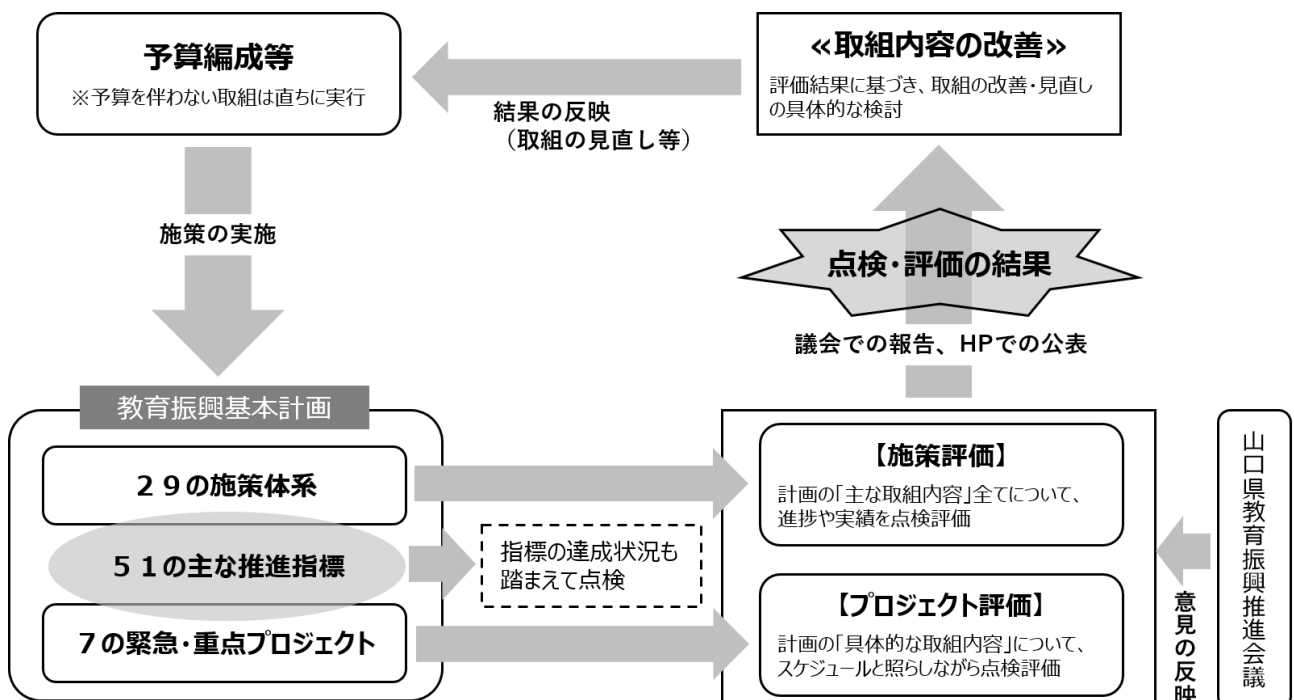 予算編成等
※予算を伴わない取組は直ちに実行
≪取組内容の改善≫
評価結果に基づき、取組の改善・見直し
の具体的な検討
結果の反映
（取組の見直し等）
施策の実施
点検・評価の結果
議会での報告、HPでの公表
教育振興基本計画
２９の施策体系
５１の主な推進指標
７の緊急・重点プロジェクト
指標の達成状況も
踏まえて点検
【施策評価】
計画の「主な取組内容」全てについて、
進捗や実績を点検評価
【プロジェクト評価】
計画の「具体的な取組内容」について、
スケジュールと照らしながら点検評価
意見の反映
山口県教育振興推進会議